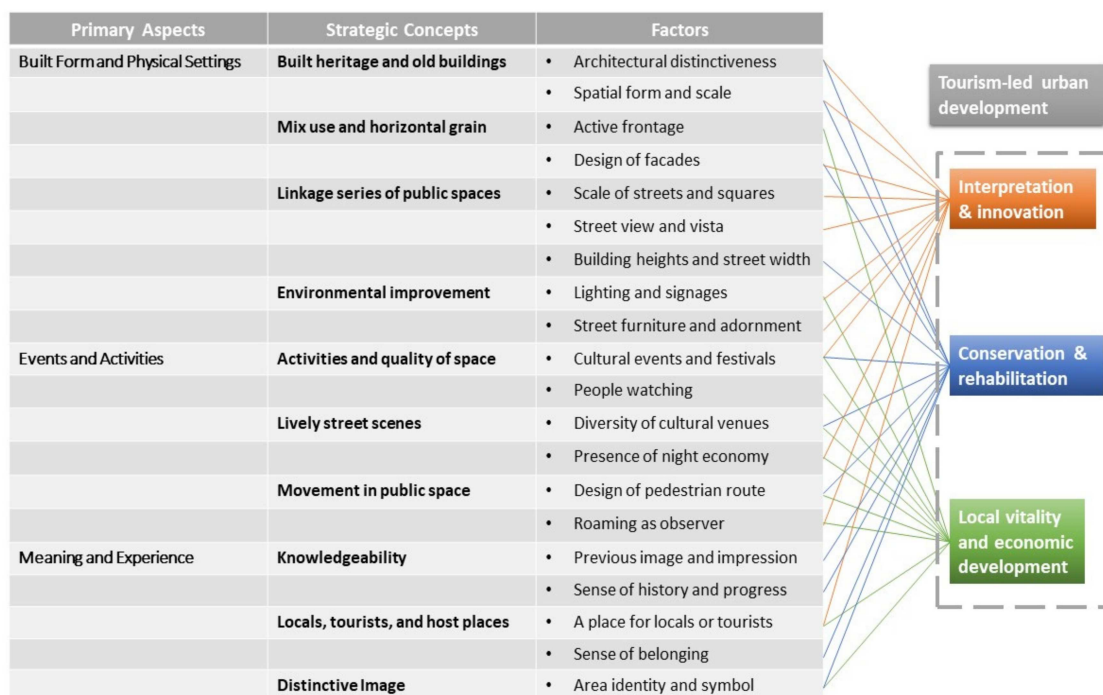 Primary Aspects Strategic Concepts Factors
Built Form and Physical Settings Built heritage and old buildings • Architectural distinctiveness
• Spatial form and scale
Mix use and horizontal grain • Active frontage
• Design of facades
Linkage series of public spaces • Scale of streets and squares
• Street view and vista
• Building heights and street width
Environmental improvement • Lighting and signages
• Street furniture and adornment
Events and Activities Activities and quality of space • Cultural events and festivals
• People watching
Lively street scenes • Diversity of cultural venues
• Presence of night economy
Movement in public space • Design of pedestrian route
• Roaming as observer
Meaning and Experience Knowledgeability • Previous image and impression
• Sense of history and progress
Locals, tourists, and host places • A place for locals or tourists
• Sense of belonging
Distinctive Image • Area identity and symbol
Tourism-led urban
development
Interpretation
& innovation
Conservation &
rehabilitation
Local vitality
and economic
development